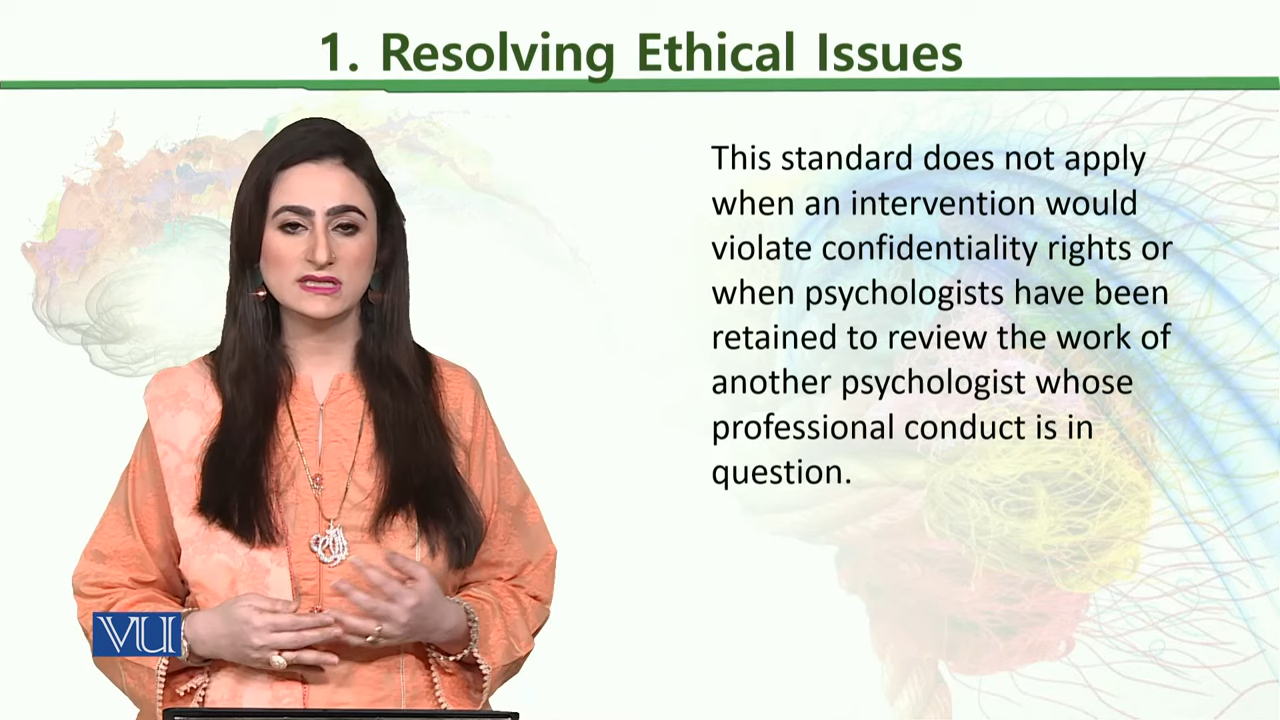 1. Resolving Ethical Issues
This standard does not apply
when an intervention would
violate confidentiality rights or
when psychologists have been
retained to review the work of
another psychologist whose
professional conduct is in
question.
VU